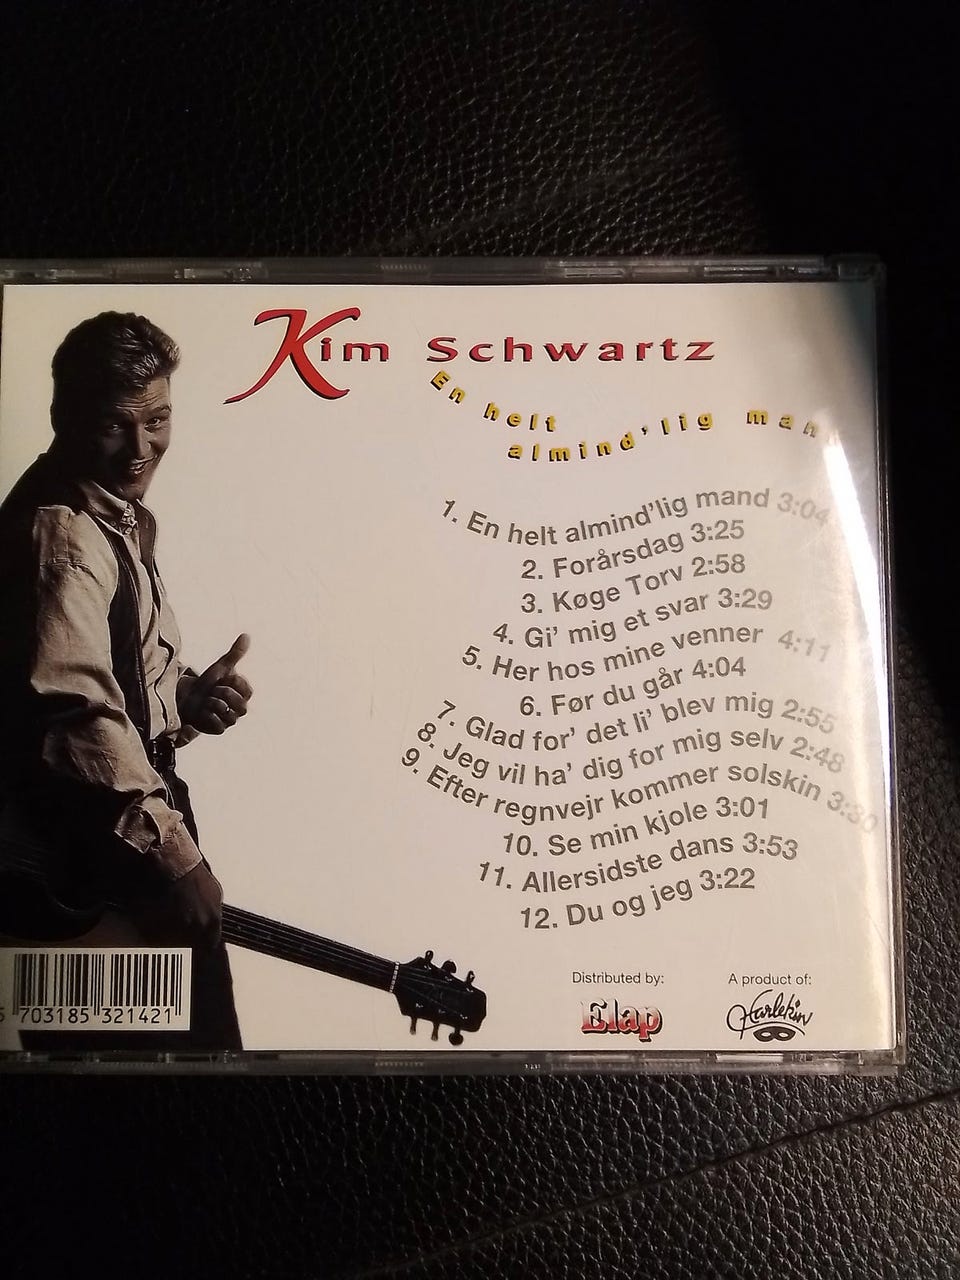 Kim Schwartz
En helt
almind'lig man
1. En helt almind'lig mand 3:04
2. Forårsdag 3:25
3. Køge Torv 2:58
4. Gi' mig et svar 3:29
5. Her hos mine venner 4:11
6. Før du går 4:04
7. Glad for' det li' blev mig 2:55
8. Jeg vil ha' dig for mig selv 2:48
9. Efter regnvejr kommer solskin 3:30
10. Se min kjole 3:01
11. Allersidste dans 3:53
12. Du og jeg 3:22
Distributed by:
Elap
A product of:
Harlekin
5 703185 321421